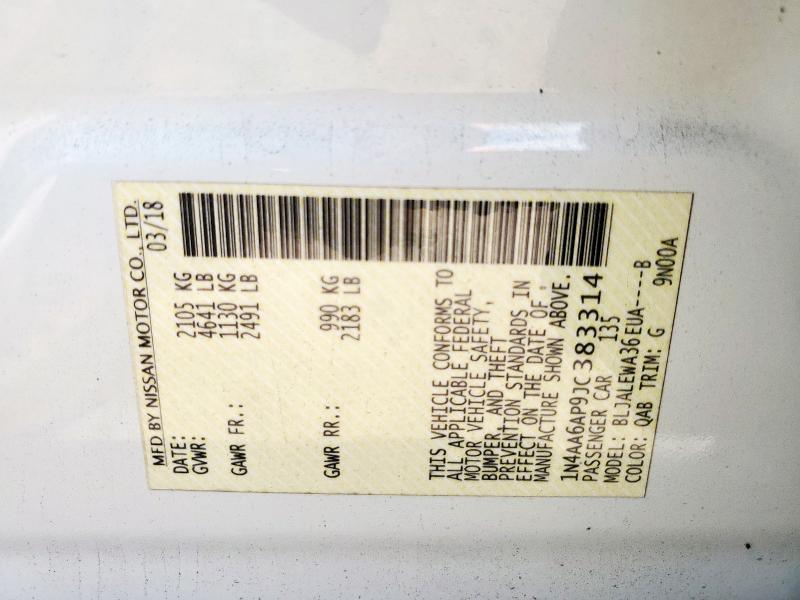 MFD BY NISSAN MOTOR CO., LTD.
DATE: 03/18
GVWR: 2105 KG
4641 LB
GAWR FR.: 1130 KG
2491 LB
GAWR RR.: 990 KG
2183 LB
THIS VEHICLE CONFORMS TO
ALL APPLICABLE FEDERAL
MOTOR VEHICLE SAFETY,
BUMPER, AND THEFT
PREVENTION STANDARDS IN
EFFECT ON THE DATE OF
MANUFACTURE SHOWN ABOVE.
1N4AA6AP9JC383314
PASSENGER CAR 135
MODEL: BLJALEWA36EUA-----B
COLOR: QAB TRIM: G 9N00A